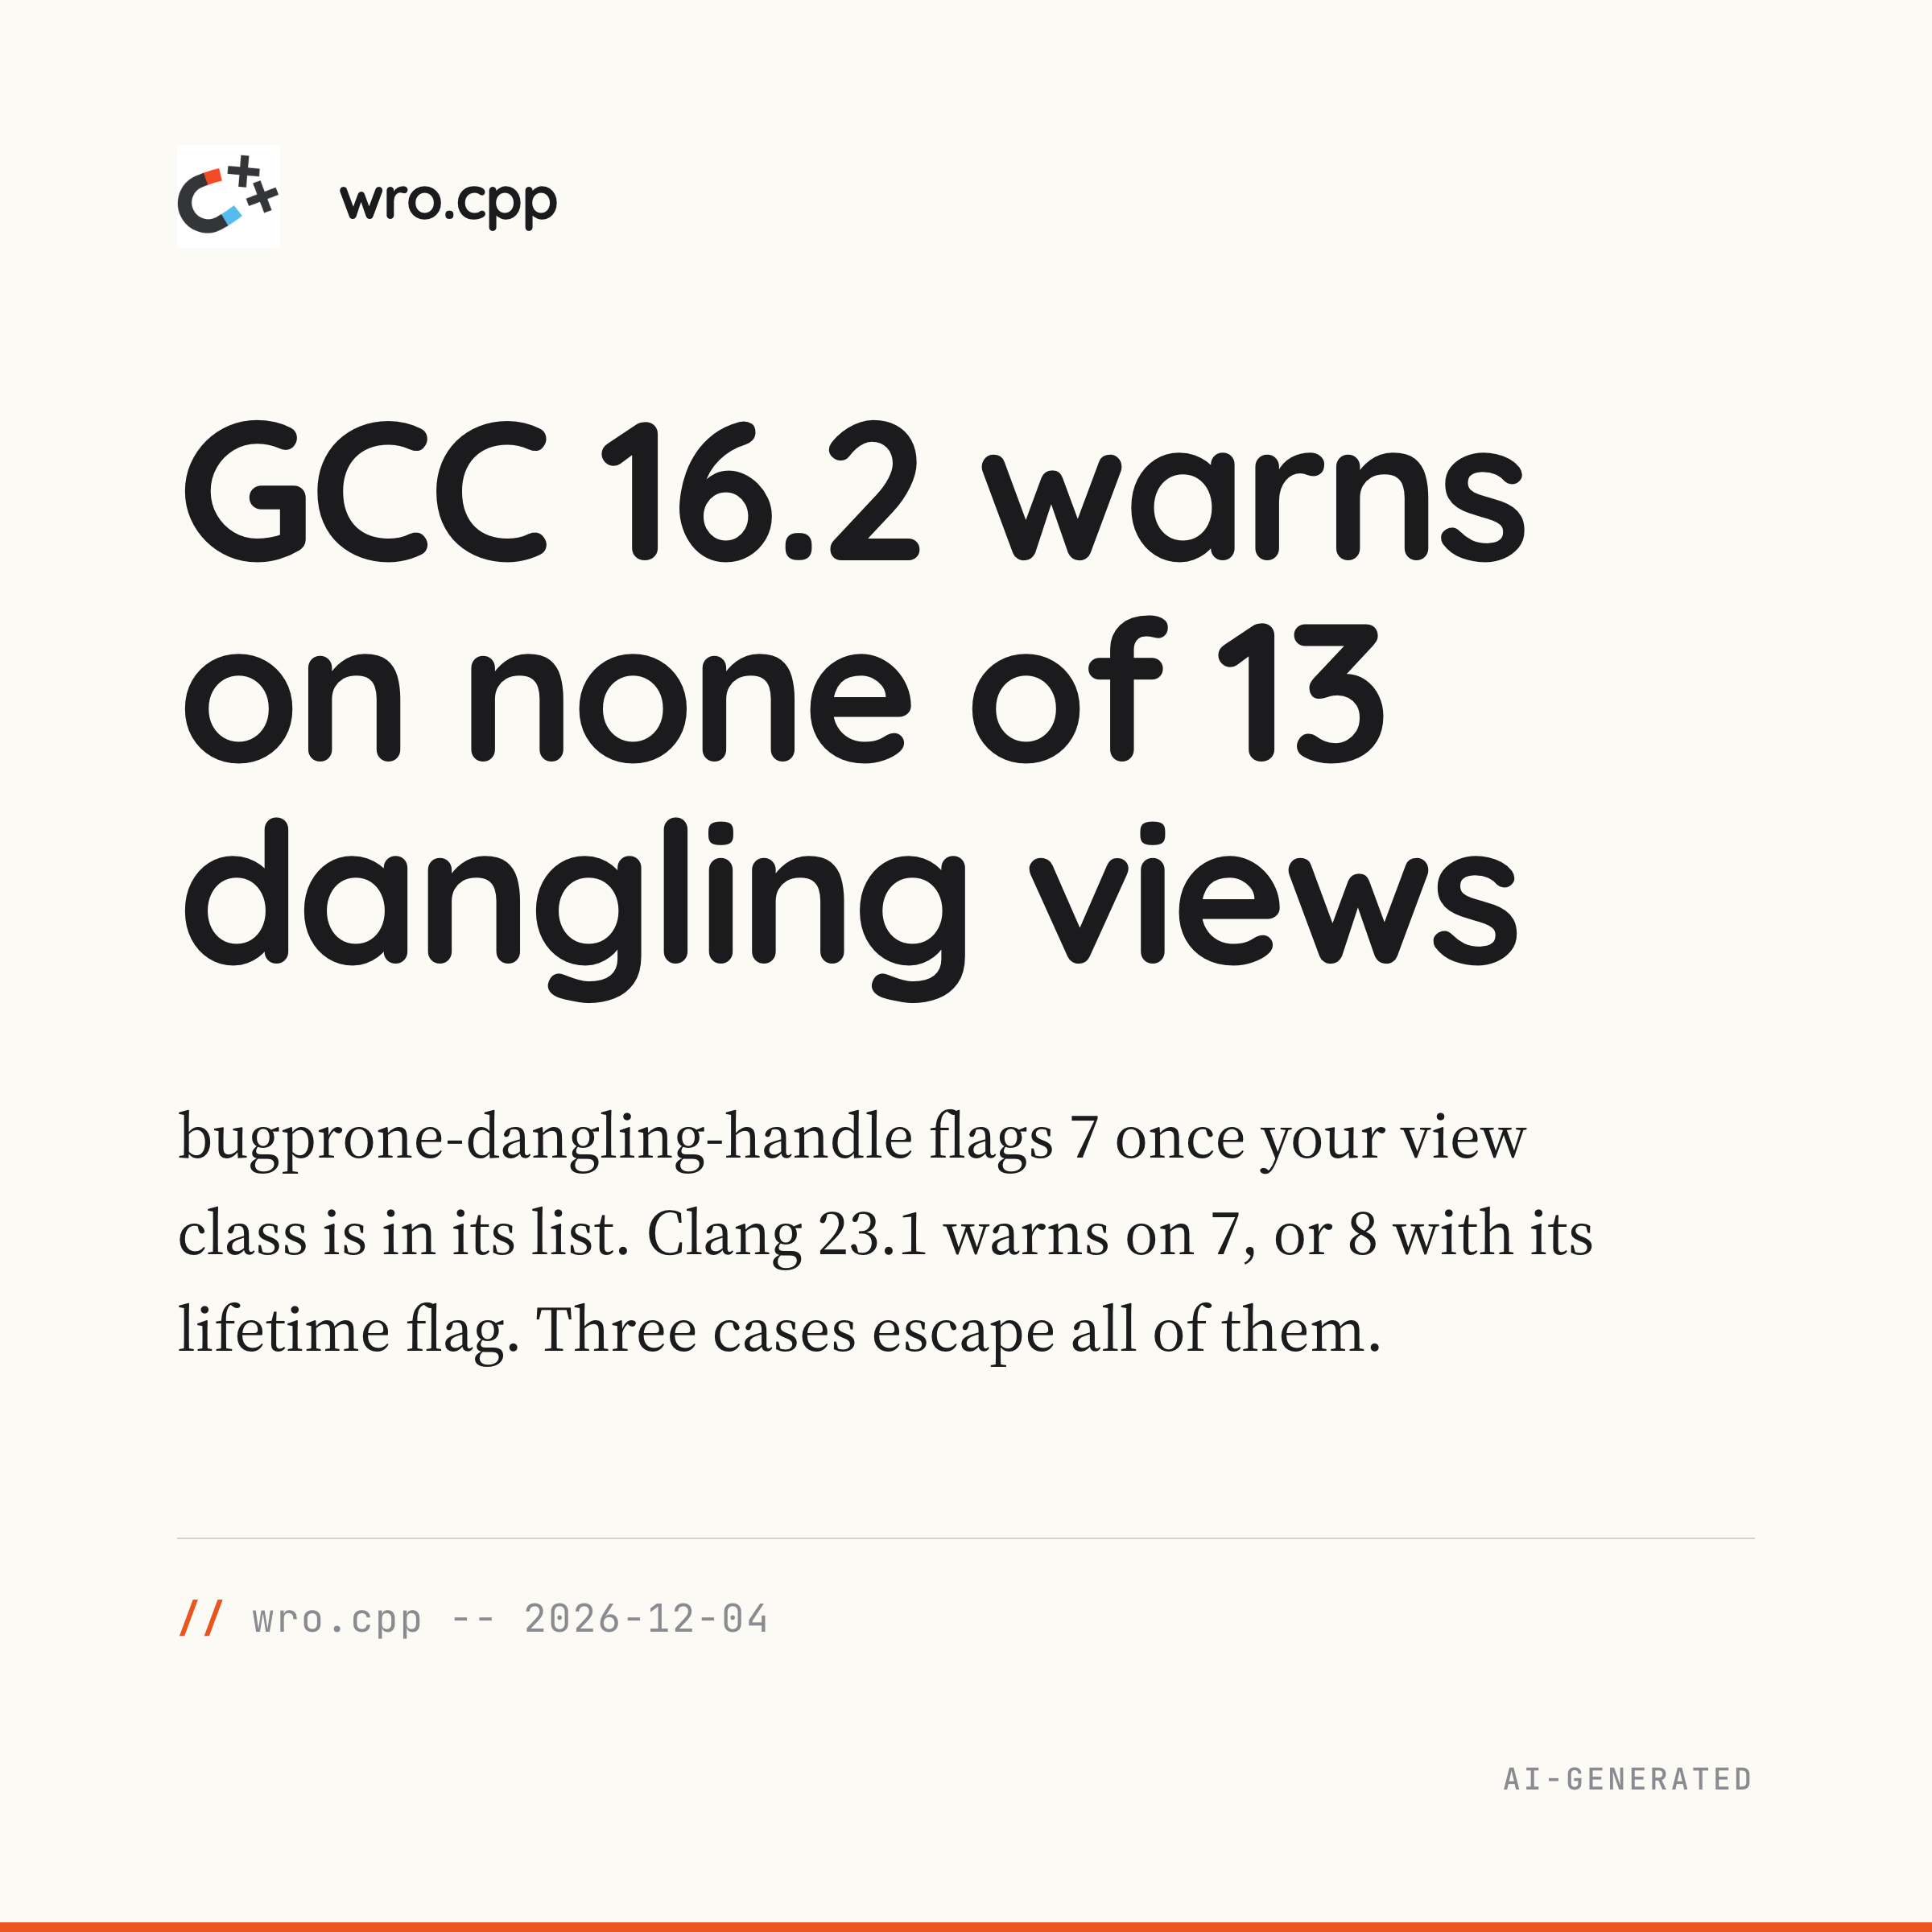 wro.cpp
GCC 16.2 warns
on none of 13
dangling views
bugprone-dangling-handle flags 7 once your view
class is in its list. Clang 23.1 warns on 7, or 8 with its
lifetime flag. Three cases escape all of them.
// wro.cpp -- 2026-12-04
AI-GENERATED